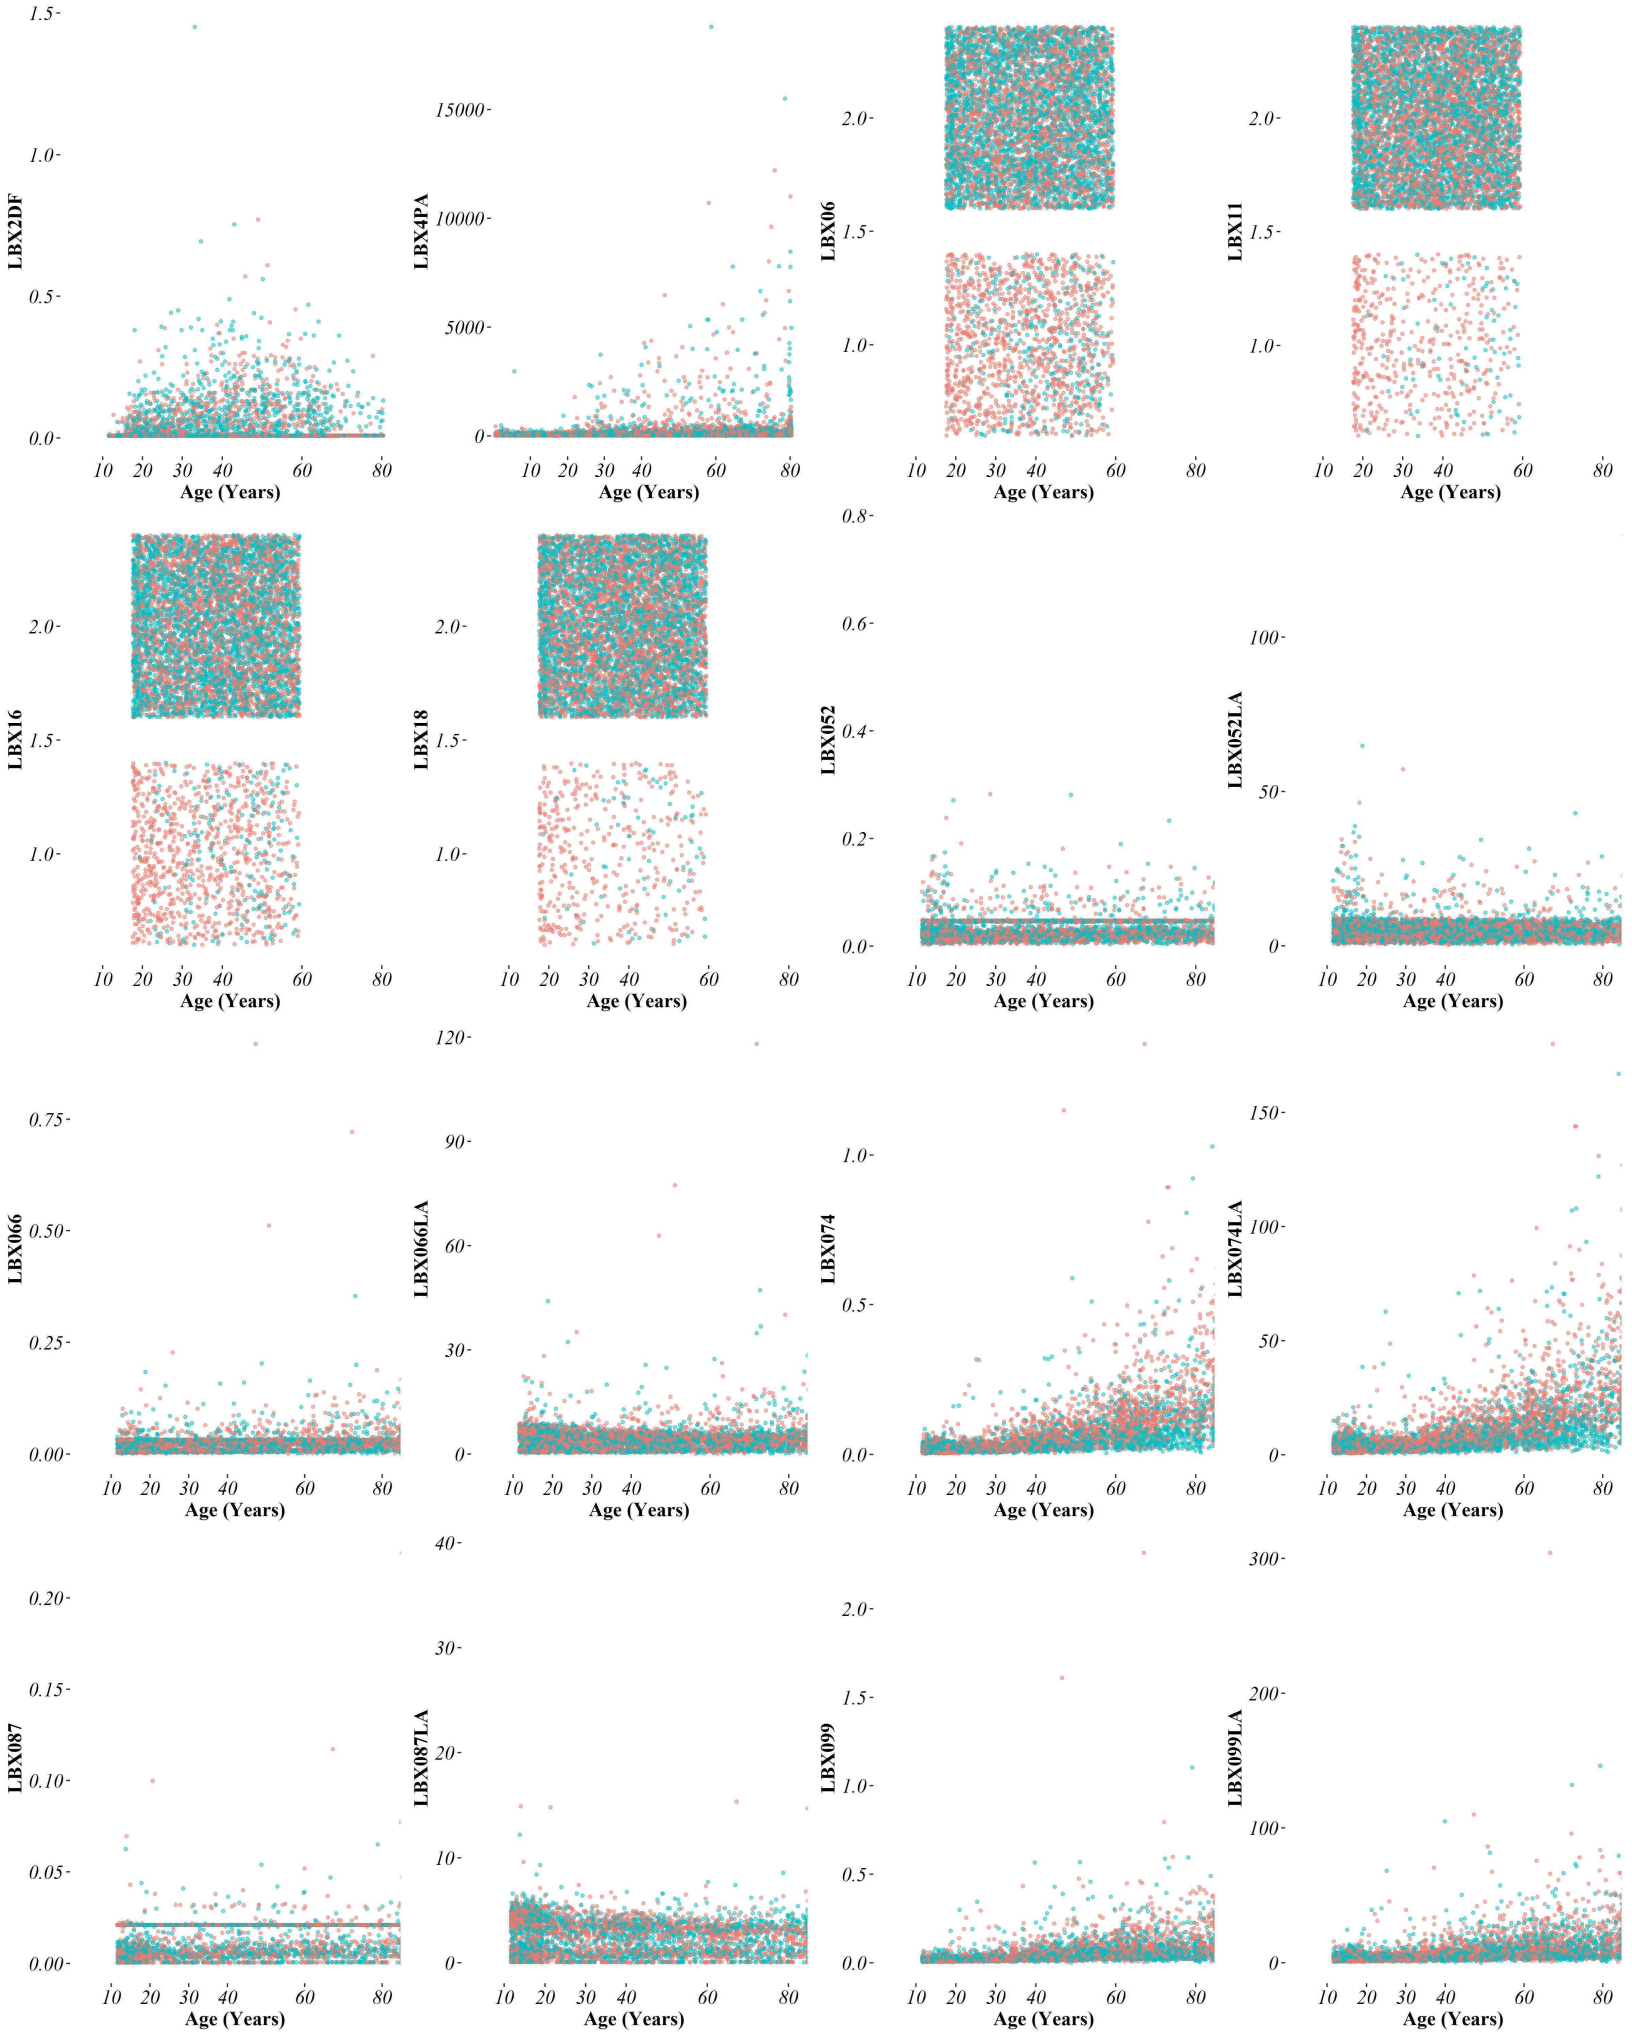 LBX2DF
1.5
1.0
0.5
0.0
10 20 30 40 60 80
Age (Years)
LBX4PA
15000
10000
5000
0
10 20 40 60 80
Age (Years)
LBX06
2.0
1.5
1.0
10 20 30 40 60 80
Age (Years)
LBX11
2.0
1.5
1.0
10 20 30 40 60 80
Age (Years)
LBX16
2.0
1.5
1.0
10 20 30 40 60 80
Age (Years)
LBX18
2.0
1.5
1.0
10 20 30 40 60 80
Age (Years)
LBX052
0.8
0.6
0.4
0.2
0.0
10 20 30 40 60 80
Age (Years)
LBX052LA
100
50
0
10 20 30 40 60 80
Age (Years)
LBX066
0.75
0.50
0.25
0.00
10 20 30 40 60 80
Age (Years)
LBX066LA
120
90
60
30
0
10 20 30 40 60 80
Age (Years)
LBX074
1.0
0.5
0.0
10 20 30 40 60 80
Age (Years)
LBX074LA
150
100
50
0
10 20 30 40 60 80
Age (Years)
LBX087
0.20
0.15
0.10
0.05
0.00
10 20 30 40 60 80
Age (Years)
LBX087LA
40
30
20
10
0
10 20 30 40 60 80
Age (Years)
LBX099
2.0
1.5
1.0
0.5
0.0
10 20 30 40 60 80
Age (Years)
LBX099LA
300
200
100
0
10 20 30 40 60 80
Age (Years)